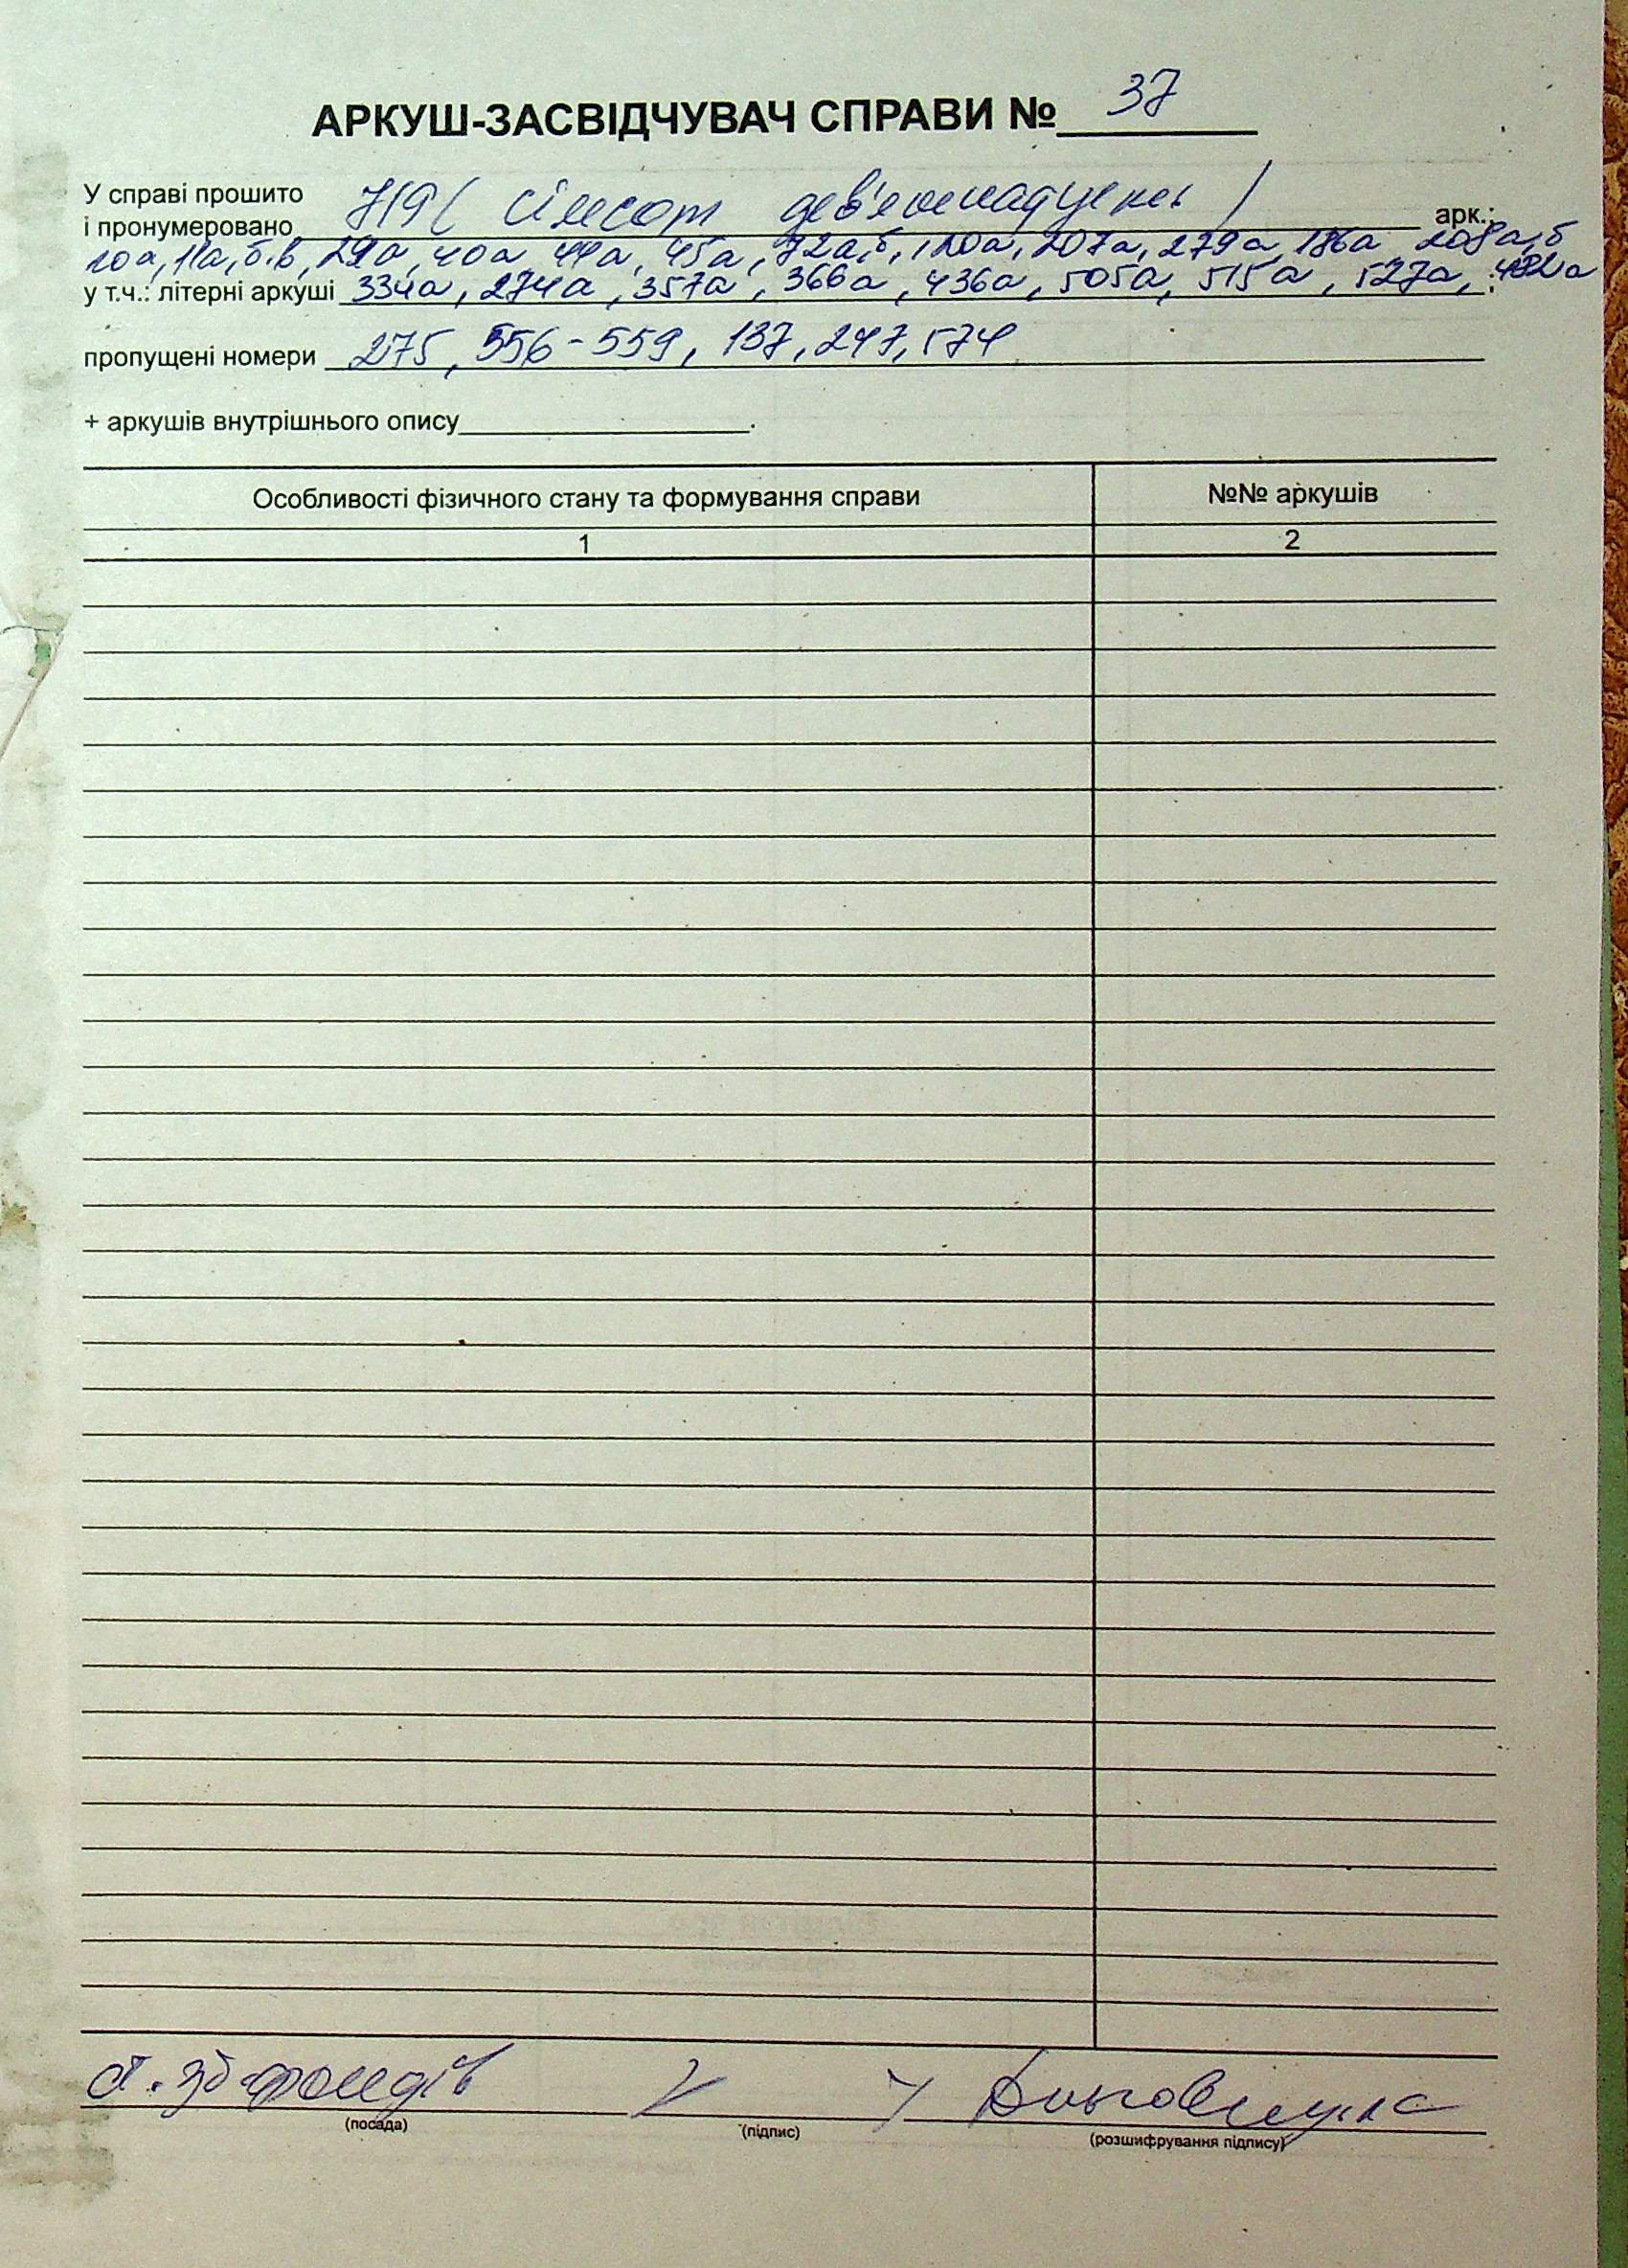 АРКУШ-ЗАСВІДЧУВАЧ СПРАВИ № 37
У справі прошито
і пронумеровано 719 ( сімсот дев'ятнадцять ) арк.:
10а, 11а, б, в, 29а, 40а, 44а, 45а, 72а, б, 120а, 207а, 279а, 186а 208а, б
у т.ч.: літерні аркуші 334а, 274а, 357а, 366а, 436а, 505а, 515а, 527а, ;
пропущені номери 275, 556-559, 137, 247, 574
+ аркушів внутрішнього опису .
Особливості фізичного стану та формування справи №№ аркушів
1 2
ст. зб фондів
(посада) (підпис) (розшифрування підпису)